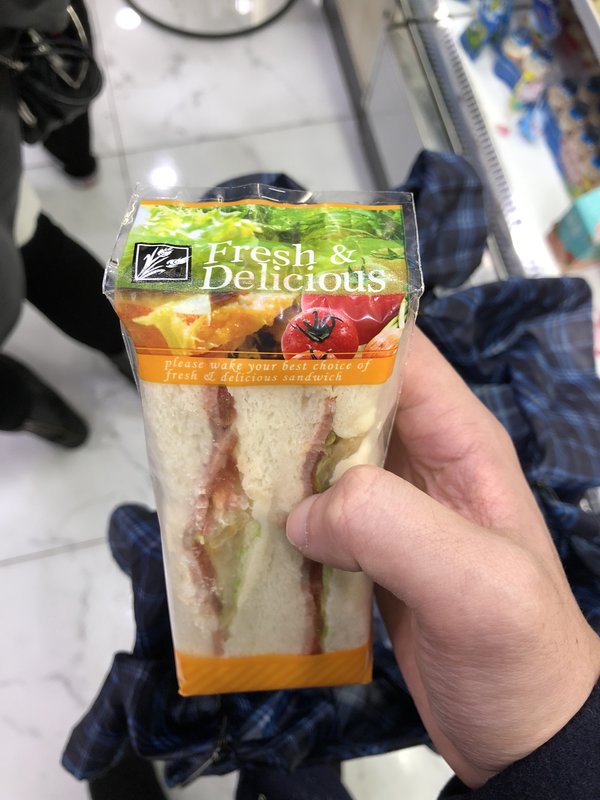 Fresh &
Delicious
please wake your best choice of
fresh & delicious sandwich